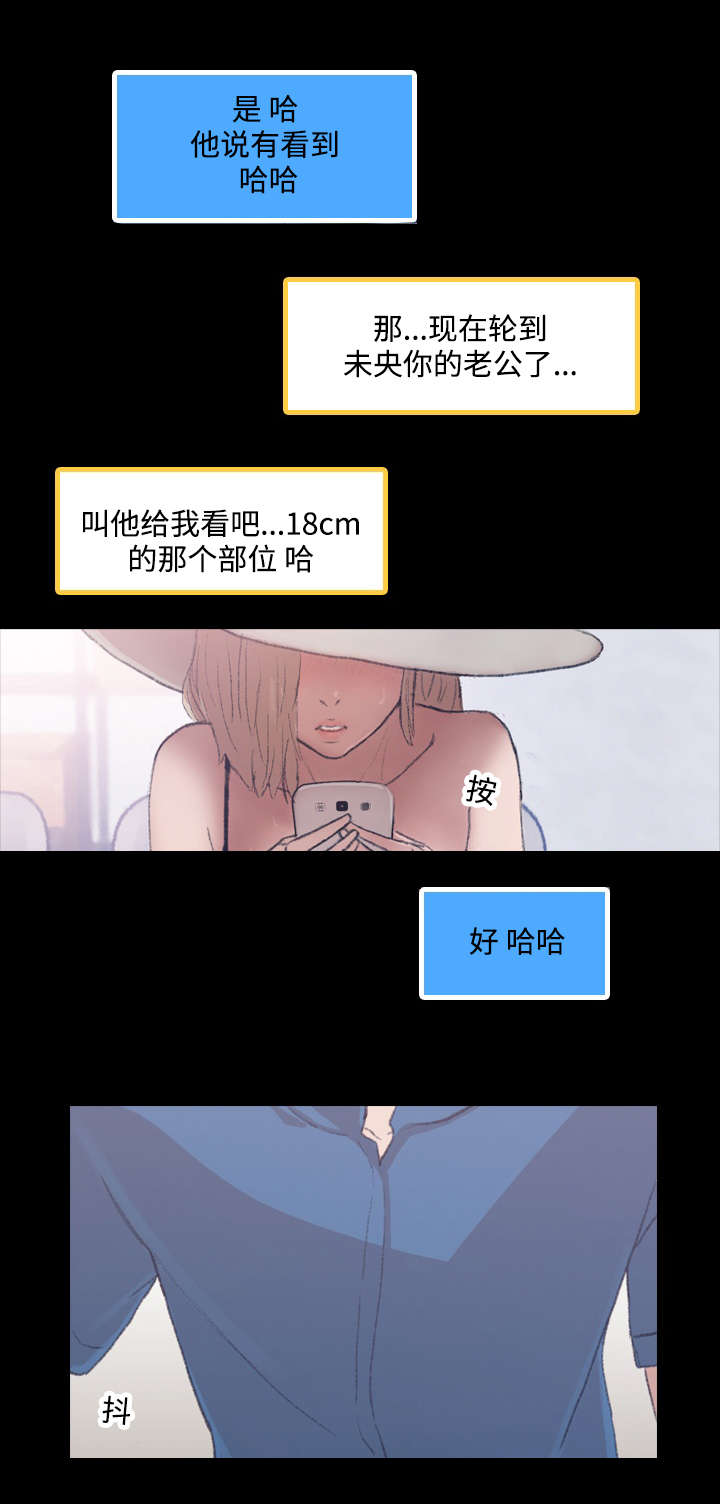 是 哈
他说有看到
哈哈
那...现在轮到
未央你的老公了...
叫他给我看吧...18cm
的那个部位 哈
按
好 哈哈
抖